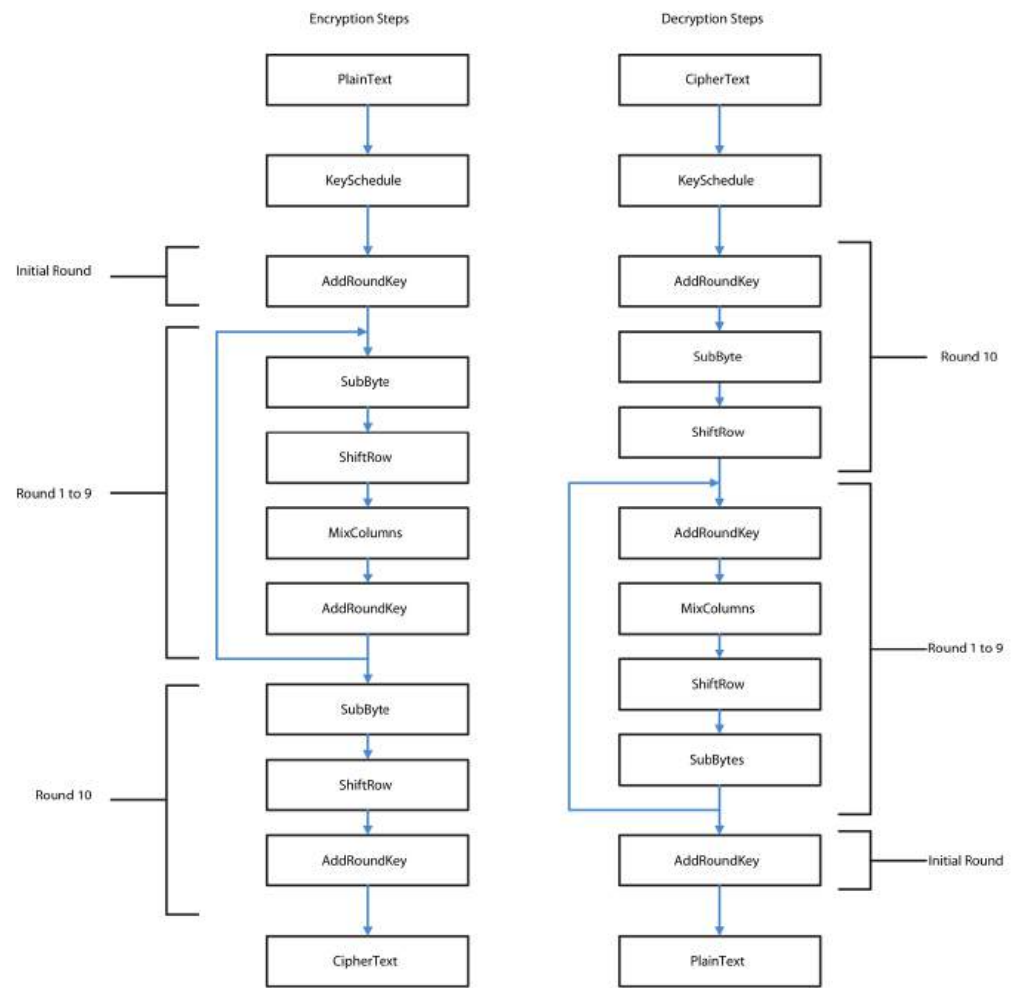 Encryption Steps
PlainText
KeySchedule
Initial Round
AddRoundKey
SubByte
ShiftRow
Round 1 to 9
MixColumns
AddRoundKey
SubByte
Round 10
ShiftRow
AddRoundKey
CipherText
Decryption Steps
CipherText
KeySchedule
AddRoundKey
SubByte
Round 10
ShiftRow
AddRoundKey
MixColumns
Round 1 to 9
ShiftRow
SubBytes
AddRoundKey
Initial Round
PlainText